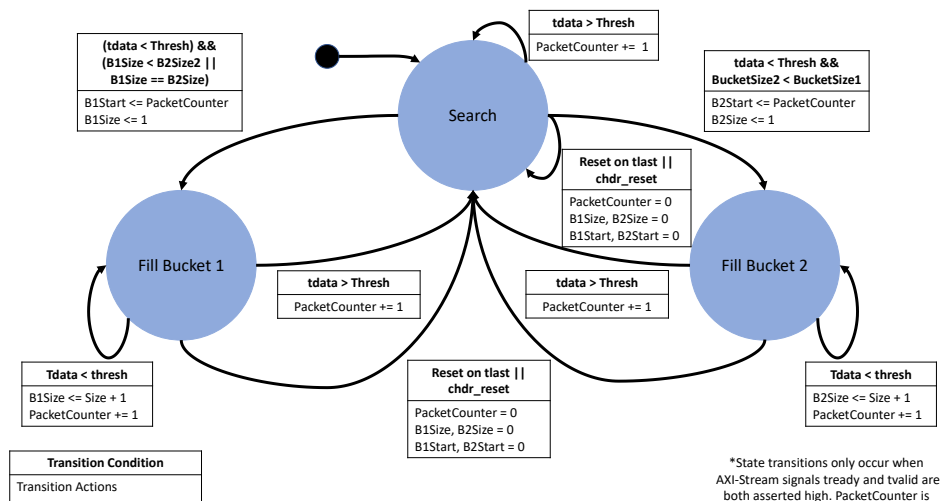 tdata > Thresh
PacketCounter +=  1
(tdata < Thresh) &&
(B1Size < B2Size2 ||
B1Size == B2Size)
B1Start <= PacketCounter
B1Size <= 1
tdata < Thresh &&
BucketSize2 < BucketSize1
B2Start <= PacketCounter
B2Size <= 1
Search
Reset on tlast ||
chdr_reset
PacketCounter = 0
B1Size, B2Size = 0
B1Start, B2Start = 0
Fill Bucket 1
Fill Bucket 2
tdata > Thresh
PacketCounter += 1
tdata > Thresh
PacketCounter += 1
Tdata < thresh
B1Size <= Size + 1
PacketCounter += 1
Reset on tlast ||
chdr_reset
PacketCounter = 0
B1Size, B2Size = 0
B1Start, B2Start = 0
Tdata < thresh
B2Size <= Size + 1
PacketCounter += 1
Transition Condition
Transition Actions
*State transitions only occur when
AXI-Stream signals tready and tvalid are
both asserted high. PacketCounter is